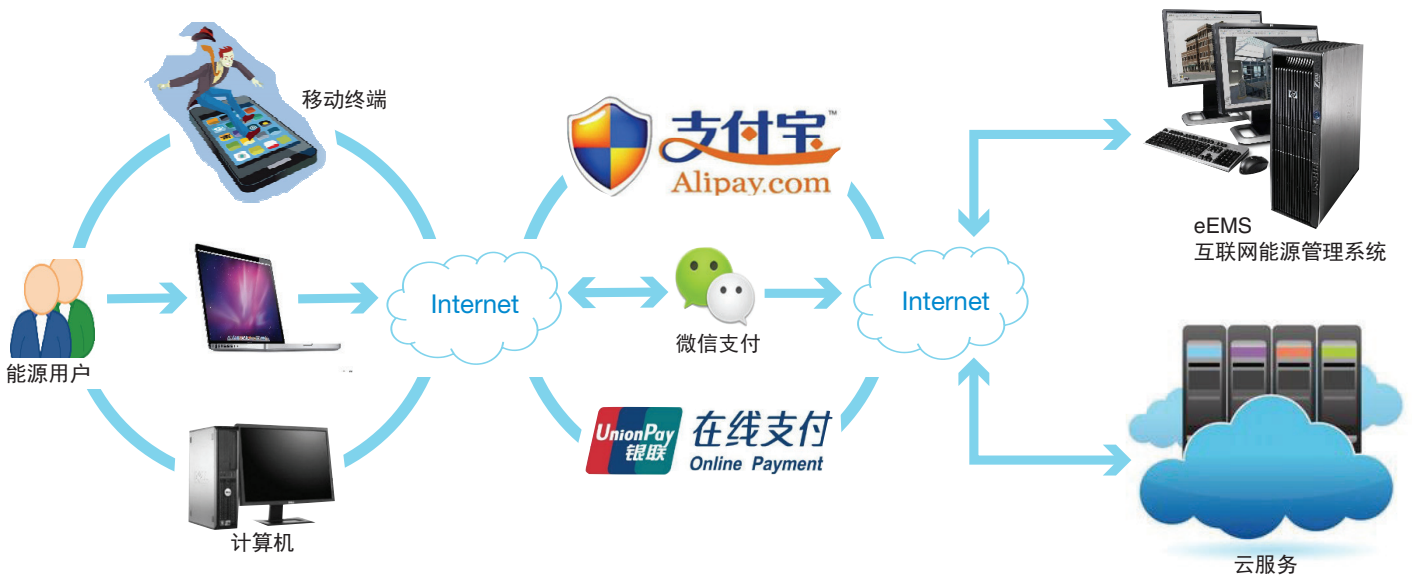 移动终端
支付宝™
Alipay.com
eEMS
互联网能源管理系统
Internet
Internet
微信支付
能源用户
UnionPay
银联
在线支付
Online Payment
计算机
云服务